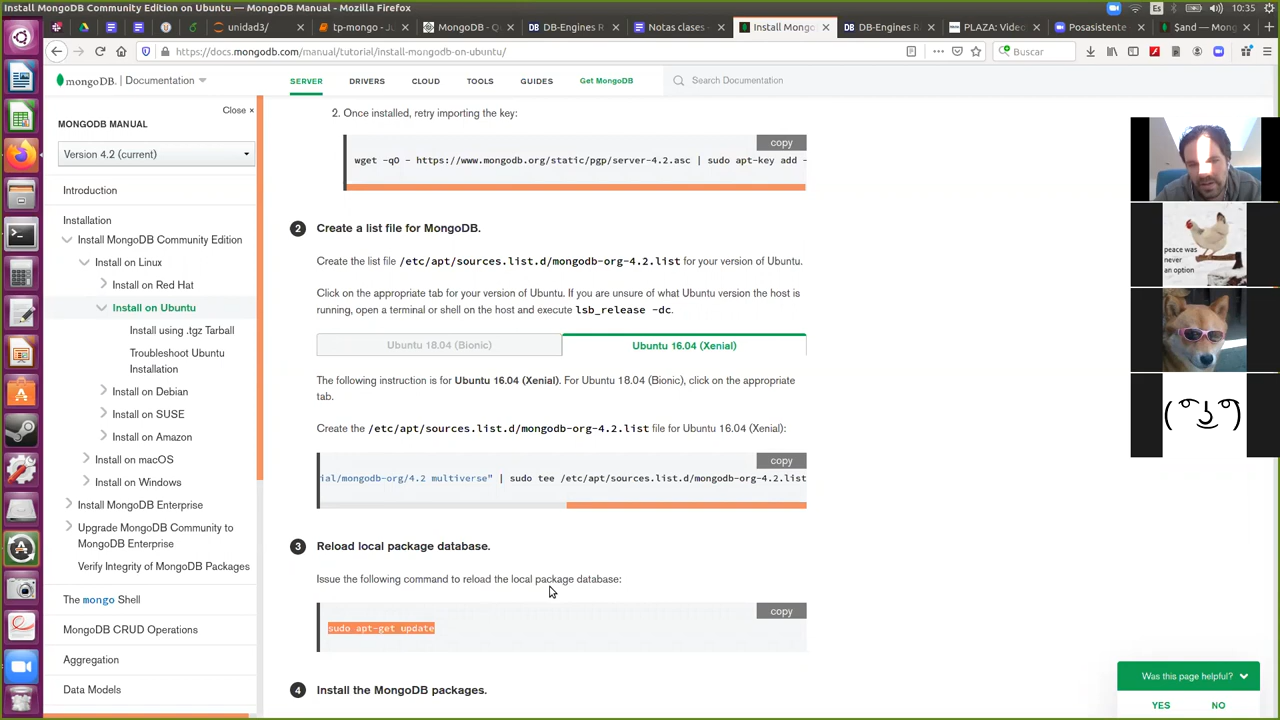 Install MongoDB Community Edition on Ubuntu — MongoDB Manual - Mozilla Firefox
Es
10:35
unidad3/
tp-mongo - Ju
MongoDB - Gu
DB-Engines R
Notas clases -
Install Mongo
DB-Engines Re
PLAZA: Video
Posasistente
$and — Mong
https://docs.mongodb.com/manual/tutorial/install-mongodb-on-ubuntu/
Buscar
mongoDB. | Documentation
SERVER
DRIVERS
CLOUD
TOOLS
GUIDES
Get MongoDB
Search Documentation
Close ×
MONGODB MANUAL
Version 4.2 (current)
Introduction
Installation
Install MongoDB Community Edition
Install on Linux
Install on Red Hat
Install on Ubuntu
Install using .tgz Tarball
Troubleshoot Ubuntu
Installation
Install on Debian
Install on SUSE
Install on Amazon
Install on macOS
Install on Windows
Install MongoDB Enterprise
Upgrade MongoDB Community to
MongoDB Enterprise
Verify Integrity of MongoDB Packages
The mongo Shell
MongoDB CRUD Operations
Aggregation
Data Models
2. Once installed, retry importing the key:
copy
wget -qO - https://www.mongodb.org/static/pgp/server-4.2.asc | sudo apt-key add -
2 Create a list file for MongoDB.
Create the list file /etc/apt/sources.list.d/mongodb-org-4.2.list for your version of Ubuntu.
Click on the appropriate tab for your version of Ubuntu. If you are unsure of what Ubuntu version the host is
running, open a terminal or shell on the host and execute lsb_release -dc.
Ubuntu 18.04 (Bionic)
Ubuntu 16.04 (Xenial)
The following instruction is for Ubuntu 16.04 (Xenial). For Ubuntu 18.04 (Bionic), click on the appropriate
tab.
Create the /etc/apt/sources.list.d/mongodb-org-4.2.list file for Ubuntu 16.04 (Xenial):
copy
ial/mongodb-org/4.2 multiverse" | sudo tee /etc/apt/sources.list.d/mongodb-org-4.2.list
3 Reload local package database.
Issue the following command to reload the local package database:
copy
sudo apt-get update
4 Install the MongoDB packages.
peace was
never
an option
( ͡° ͜ʖ ͡°)
Was this page helpful?
YES
NO